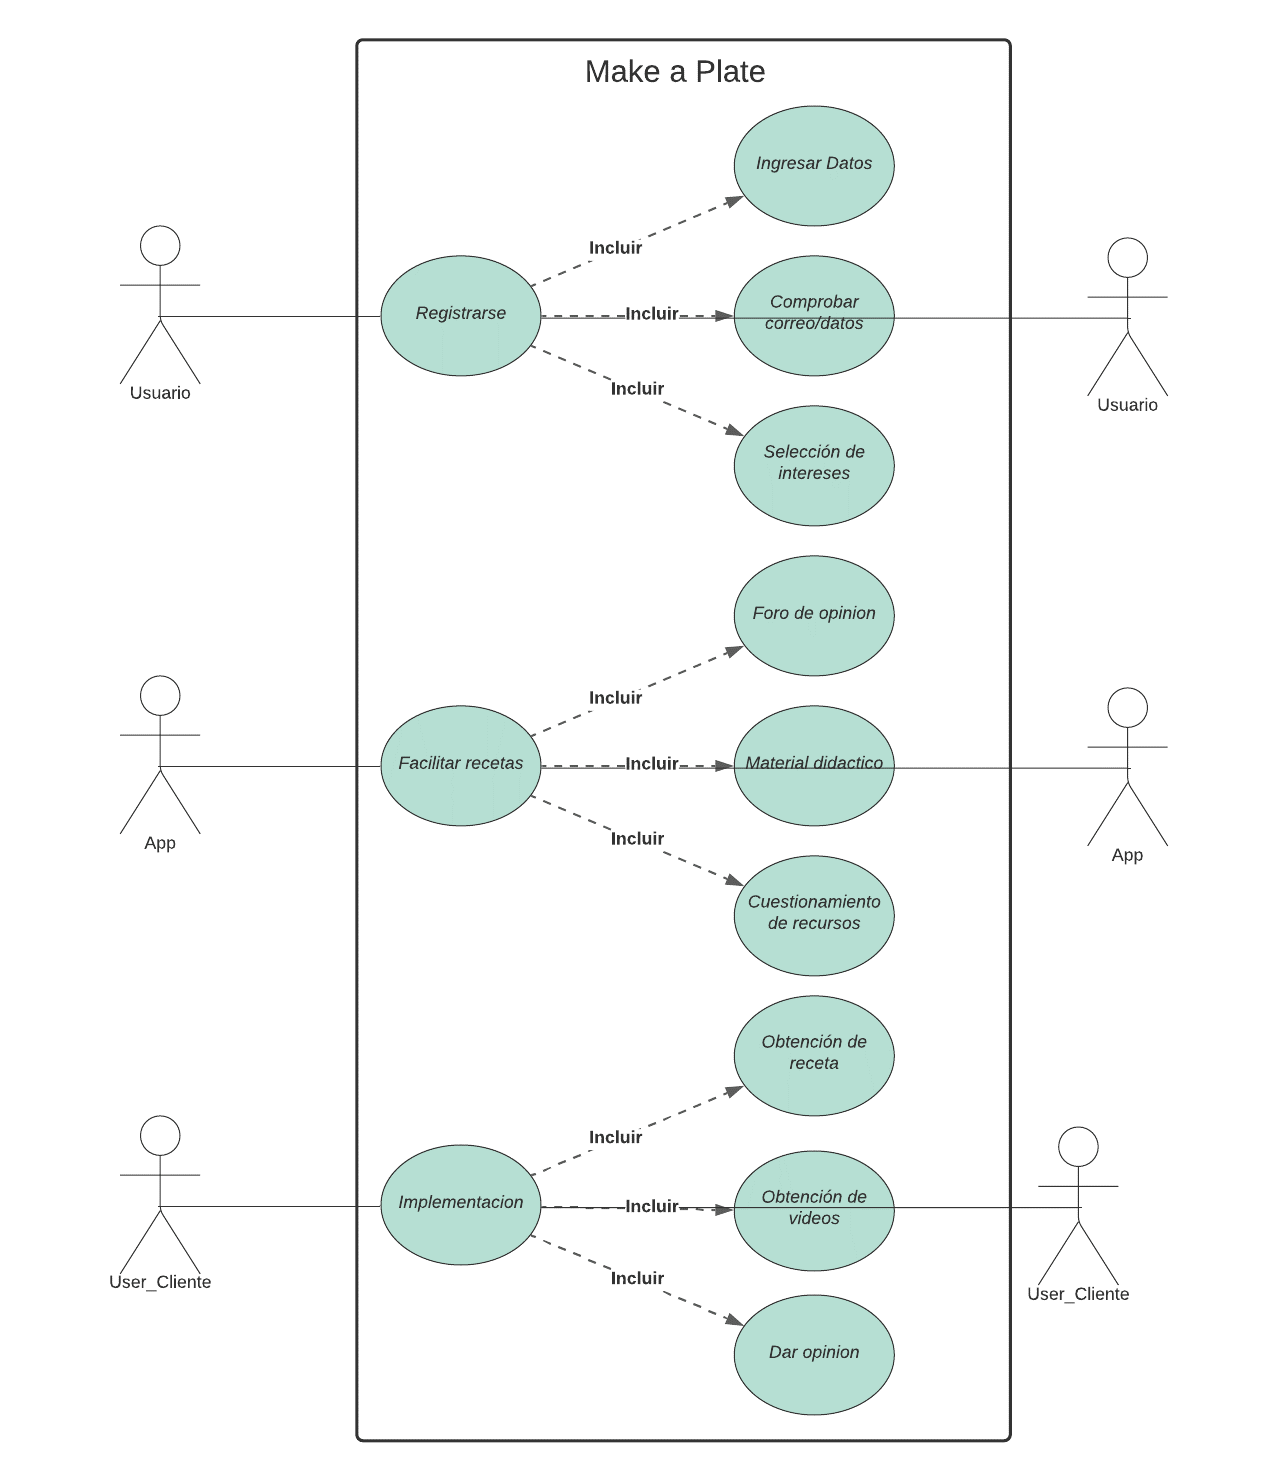 Make a Plate
Ingresar Datos
Incluir
Registrarse
Incluir
Comprobar
correo/datos
Usuario
Usuario
Incluir
Selección de
intereses
Foro de opinion
Incluir
Facilitar recetas
Incluir
Material didactico
App
App
Incluir
Cuestionamiento
de recursos
Obtención de
receta
Incluir
Implementacion
Incluir
Obtención de
videos
User_Cliente
User_Cliente
Incluir
Dar opinion